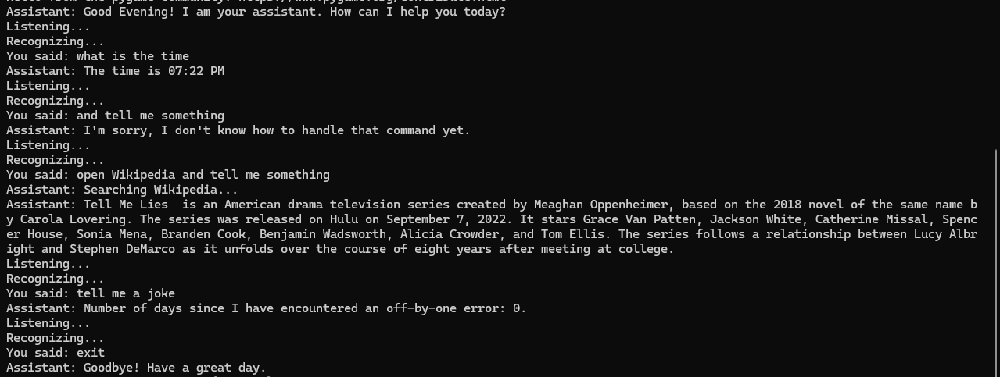 Assistant: Good Evening! I am your assistant. How can I help you today?
Listening...
Recognizing...
You said: what is the time
Assistant: The time is 07:22 PM
Listening...
Recognizing...
You said: and tell me something
Assistant: I'm sorry, I don't know how to handle that command yet.
Listening...
Recognizing...
You said: open Wikipedia and tell me something
Assistant: Searching Wikipedia...
Assistant: Tell Me Lies  is an American drama television series created by Meaghan Oppenheimer, based on the 2018 novel of the same name b
y Carola Lovering. The series was released on Hulu on September 7, 2022. It stars Grace Van Patten, Jackson White, Catherine Missal, Spenc
er House, Sonia Mena, Branden Cook, Benjamin Wadsworth, Alicia Crowder, and Tom Ellis. The series follows a relationship between Lucy Albr
ight and Stephen DeMarco as it unfolds over the course of eight years after meeting at college.
Listening...
Recognizing...
You said: tell me a joke
Assistant: Number of days since I have encountered an off-by-one error: 0.
Listening...
Recognizing...
You said: exit
Assistant: Goodbye! Have a great day.